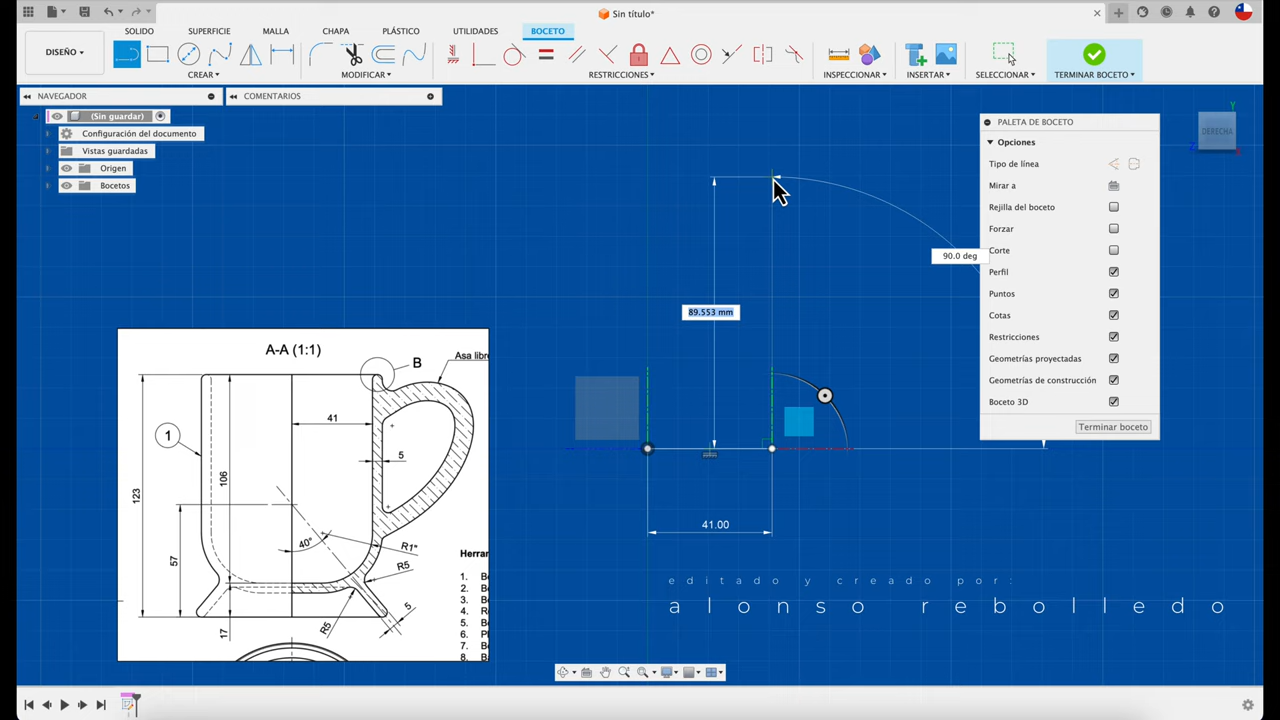 Sin título*
DISEÑO
SÓLIDO
SUPERFICIE
MALLA
CHAPA
PLÁSTICO
UTILIDADES
BOCETO
CREAR
MODIFICAR
RESTRICCIONES
INSPECCIONAR
INSERTAR
SELECCIONAR
TERMINAR BOCETO
NAVEGADOR
COMENTARIOS
(Sin guardar)
Configuración del documento
Vistas guardadas
Origen
Bocetos
PALETA DE BOCETO
Opciones
Tipo de línea
Mirar a
Rejilla del boceto
Forzar
Corte
Perfil
Puntos
Cotas
Restricciones
Geometrías proyectadas
Geometrías de construcción
Boceto 3D
Terminar boceto
Y
DERECHA
90.0 deg
89.553 mm
41.00
A-A (1:1)
B
Asa libre
41
1
5
106
123
57
40°
R1"
R5
5
R5
17
1. B
2. B
3. B
4. R
5. B
6. P
7. B
8. B
editado y creado por:
alonso rebolledo